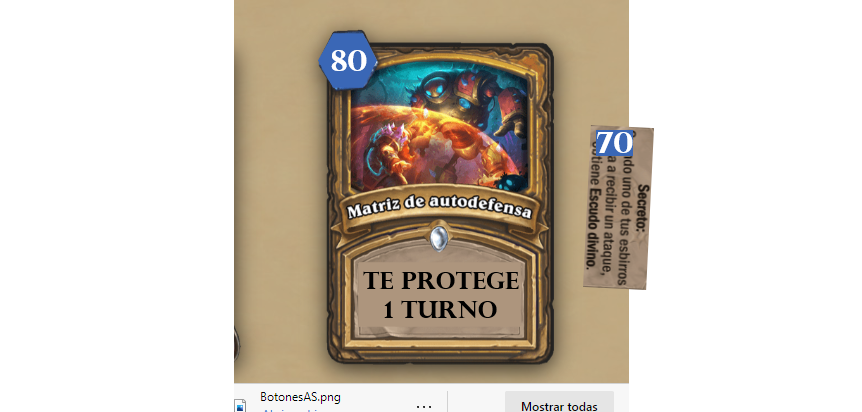 80
Matriz de autodefensa
TE PROTEGE
1 TURNO
70
Secreto:
uno de tus esbirros
a recibir un ataque,
Escudo divino.
BotonesAS.png
...
Mostrar todas